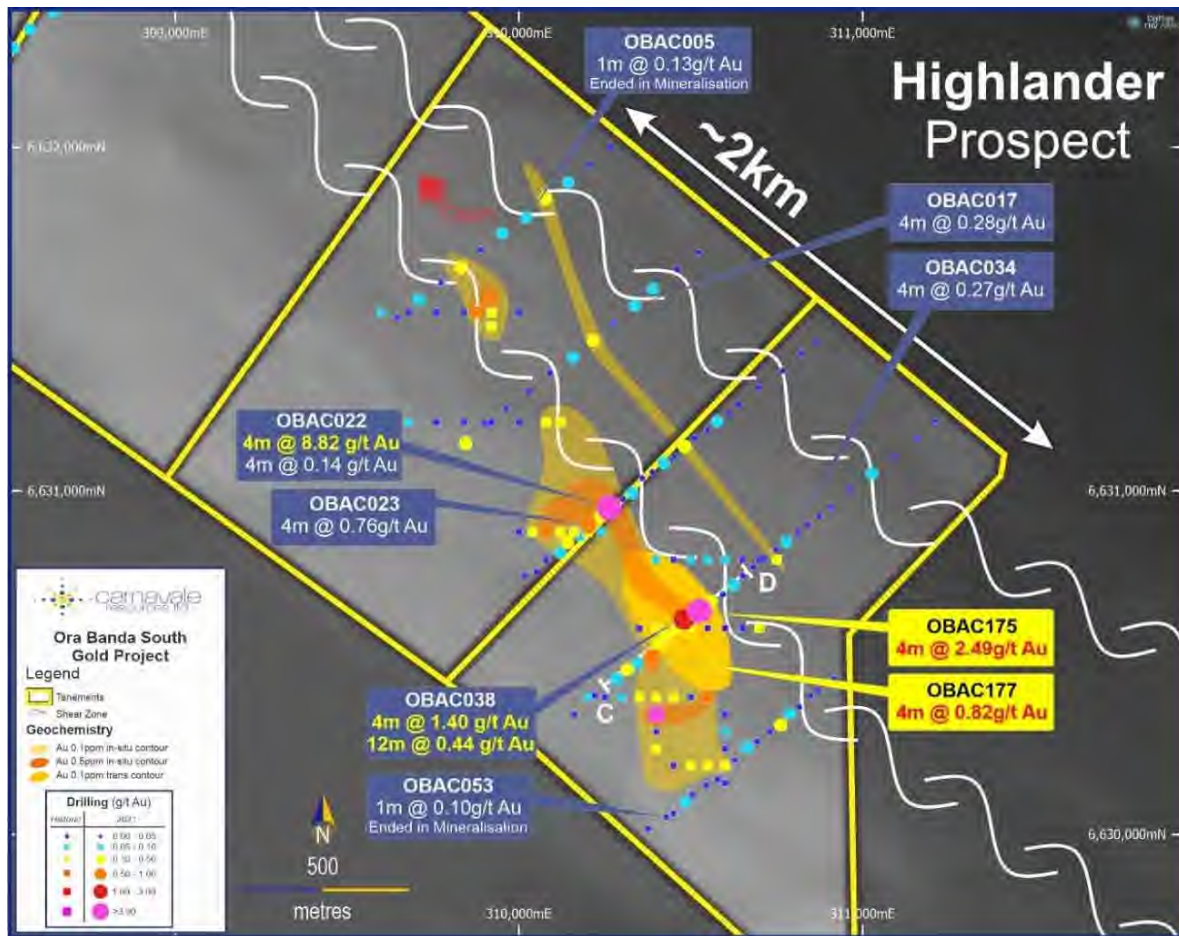 309,000mE
310,000mE
311,000mE
OBAC005
1m @ 0.13g/t Au
Ended in Mineralisation
Highlander
Prospect
6,632,000mN
~2km
OBAC017
4m @ 0.28g/t Au
OBAC034
4m @ 0.27g/t Au
OBAC022
4m @ 8.82 g/t Au
4m @ 0.14 g/t Au
6,631,000mN
6,631,000mN
OBAC023
4m @ 0.76g/t Au
D
carnavale
resources ltd
Ora Banda South
Gold Project
Legend
Tenements
Shear Zone
Geochemistry
Au 0.1ppm in-situ contour
Au 0.5ppm in-situ contour
Au 0.1ppm trans contour
Drilling (g/t Au)
Historic 2021
0.00 - 0.05
0.05 - 0.10
0.10 - 0.50
0.50 - 1.00
1.00 - 3.00
>3.00
OBAC175
4m @ 2.49g/t Au
OBAC177
4m @ 0.82g/t Au
C
OBAC038
4m @ 1.40 g/t Au
12m @ 0.44 g/t Au
OBAC053
1m @ 0.10g/t Au
Ended in Mineralisation
N
500
metres
6,630,000mN
310,000mE
311,000mE